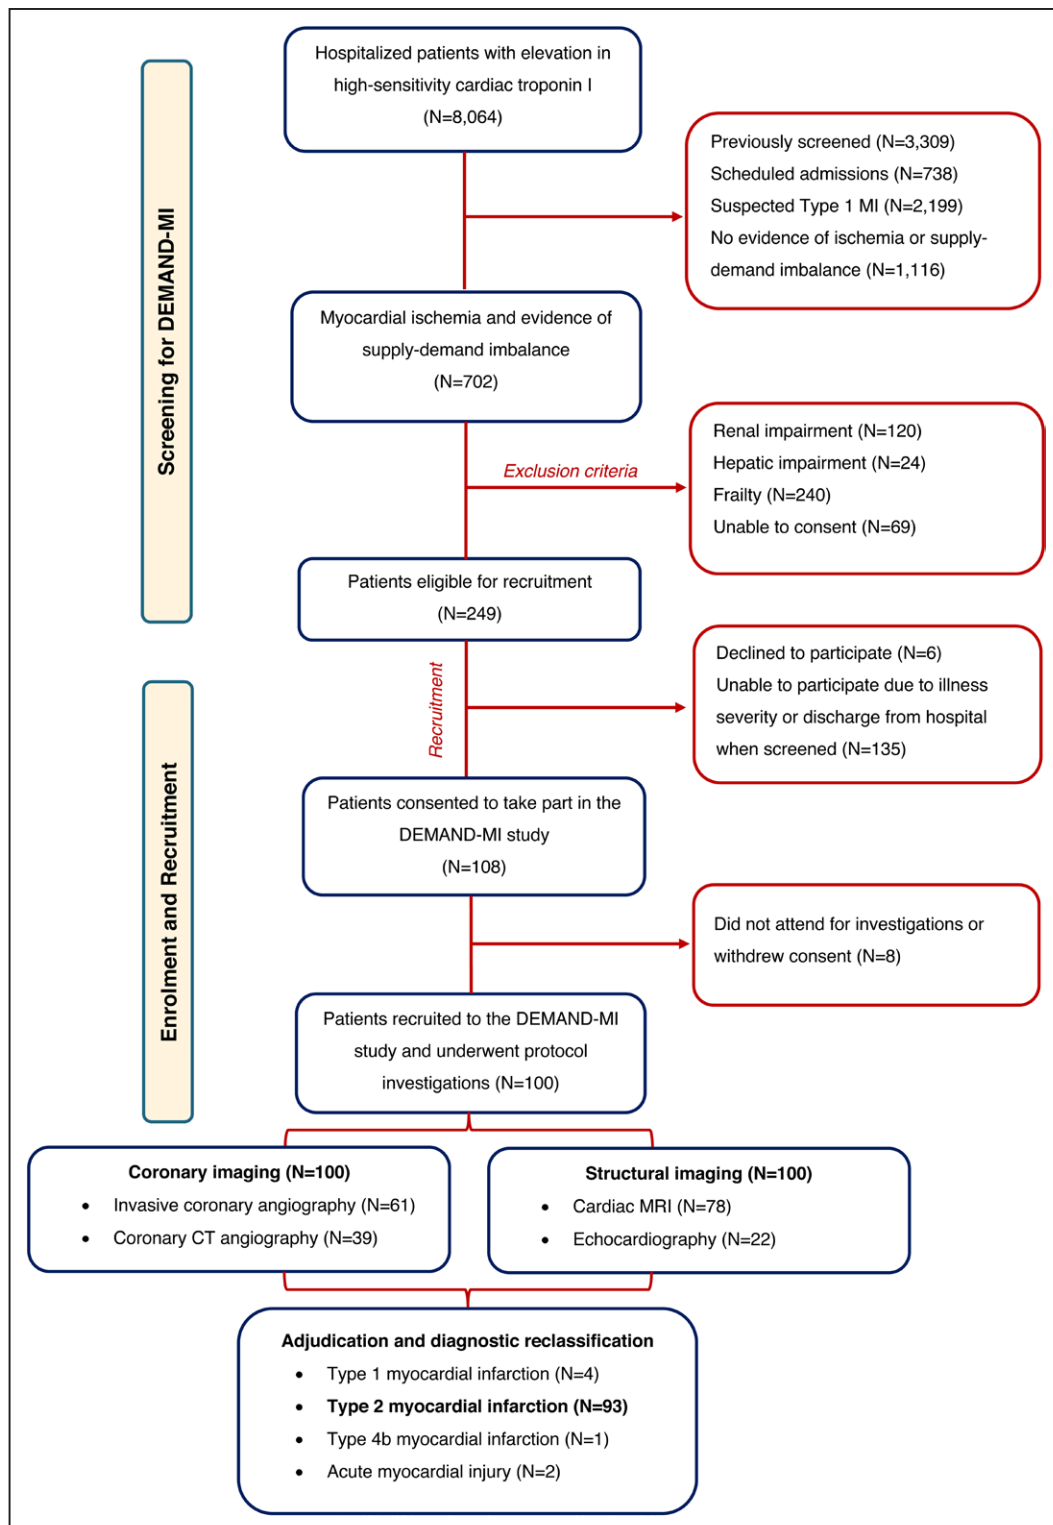 Hospitalized patients with elevation in
high-sensitivity cardiac troponin I
(N=8,064)
Screening for DEMAND-MI
Previously screened (N=3,309)
Scheduled admissions (N=738)
Suspected Type 1 MI (N=2,199)
No evidence of ischemia or supply-
demand imbalance (N=1,116)
Myocardial ischemia and evidence of
supply-demand imbalance
(N=702)
Exclusion criteria
Renal impairment (N=120)
Hepatic impairment (N=24)
Frailty (N=240)
Unable to consent (N=69)
Patients eligible for recruitment
(N=249)
Recruitment
Declined to participate (N=6)
Unable to participate due to illness
severity or discharge from hospital
when screened (N=135)
Enrolment and Recruitment
Patients consented to take part in the
DEMAND-MI study
(N=108)
Did not attend for investigations or
withdrew consent (N=8)
Patients recruited to the DEMAND-MI
study and underwent protocol
investigations (N=100)
Coronary imaging (N=100)
• Invasive coronary angiography (N=61)
• Coronary CT angiography (N=39)
Structural imaging (N=100)
• Cardiac MRI (N=78)
• Echocardiography (N=22)
Adjudication and diagnostic reclassification
• Type 1 myocardial infarction (N=4)
• Type 2 myocardial infarction (N=93)
• Type 4b myocardial infarction (N=1)
• Acute myocardial injury (N=2)